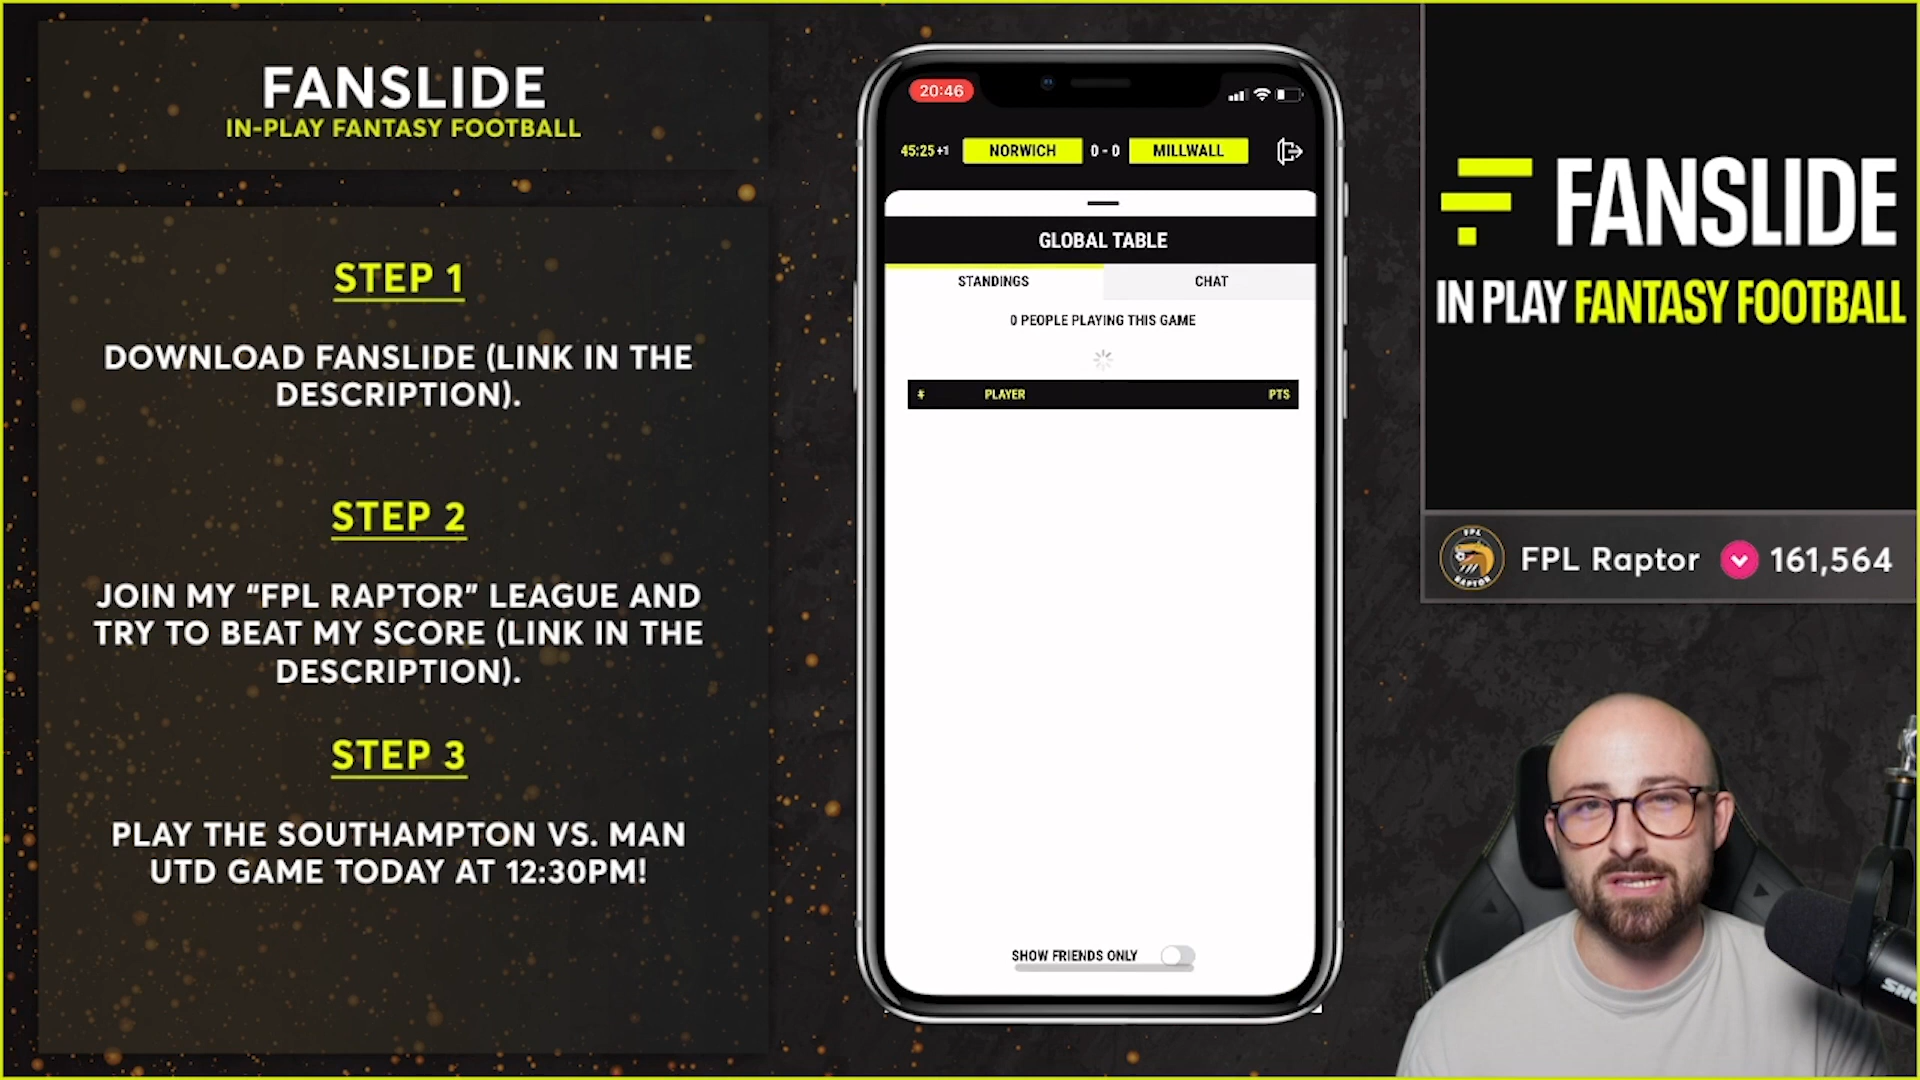 FANSLIDE
IN-PLAY FANTASY FOOTBALL
STEP 1
DOWNLOAD FANSLIDE (LINK IN THE
DESCRIPTION).
STEP 2
JOIN MY “FPL RAPTOR” LEAGUE AND
TRY TO BEAT MY SCORE (LINK IN THE
DESCRIPTION).
STEP 3
PLAY THE SOUTHAMPTON VS. MAN
UTD GAME TODAY AT 12:30PM!
20:46
45:25 +1 NORWICH 0 - 0 MILLWALL
GLOBAL TABLE
STANDINGS CHAT
0 PEOPLE PLAYING THIS GAME
# PLAYER PTS
SHOW FRIENDS ONLY
FANSLIDE
IN PLAY FANTASY FOOTBALL
FPL RAPTOR
FPL Raptor 161,564